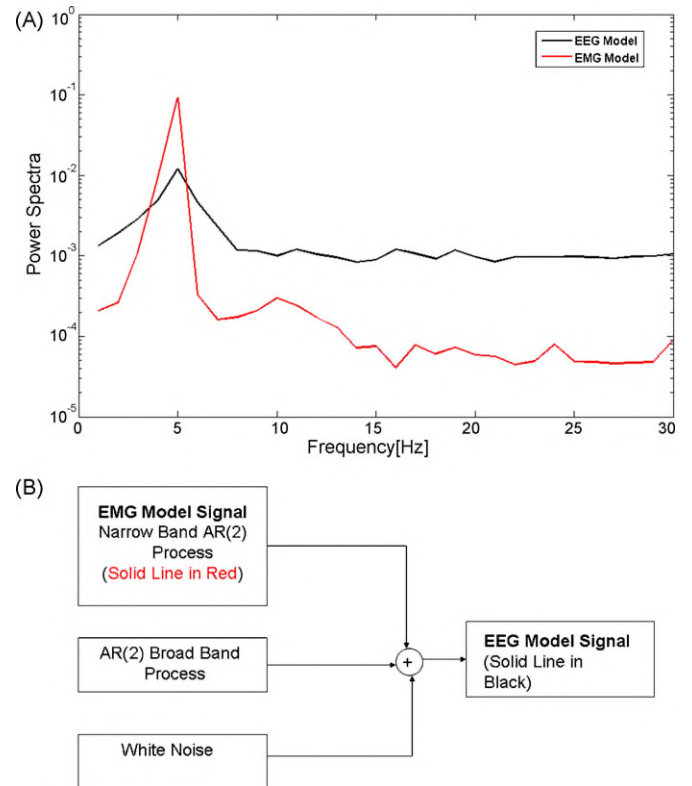 (A)
10^0
10^-1
10^-2
10^-3
10^-4
10^-5
Power Spectra
EEG Model
EMG Model
0 5 10 15 20 25 30
Frequency[Hz]
(B)
EMG Model Signal
Narrow Band AR(2)
Process
(Solid Line in Red)
AR(2) Broad Band
Process
White Noise
+
EEG Model Signal
(Solid Line in
Black)